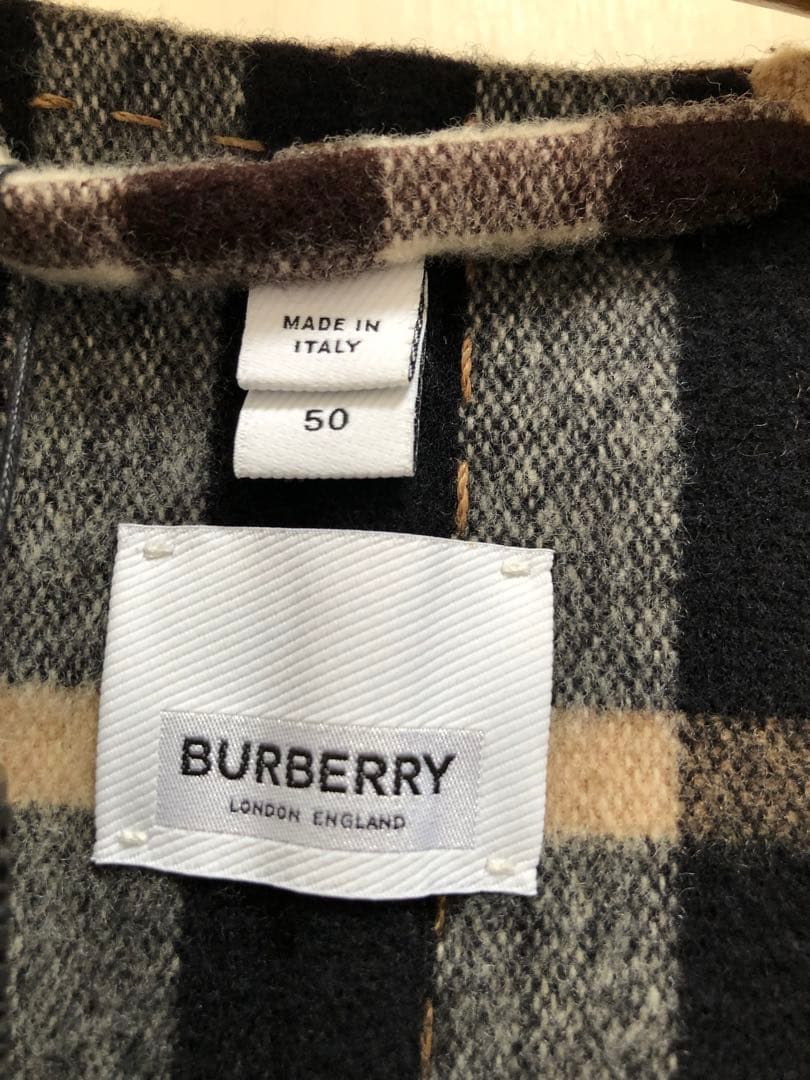 MADE IN
ITALY
50
BURBERRY
LONDON ENGLAND